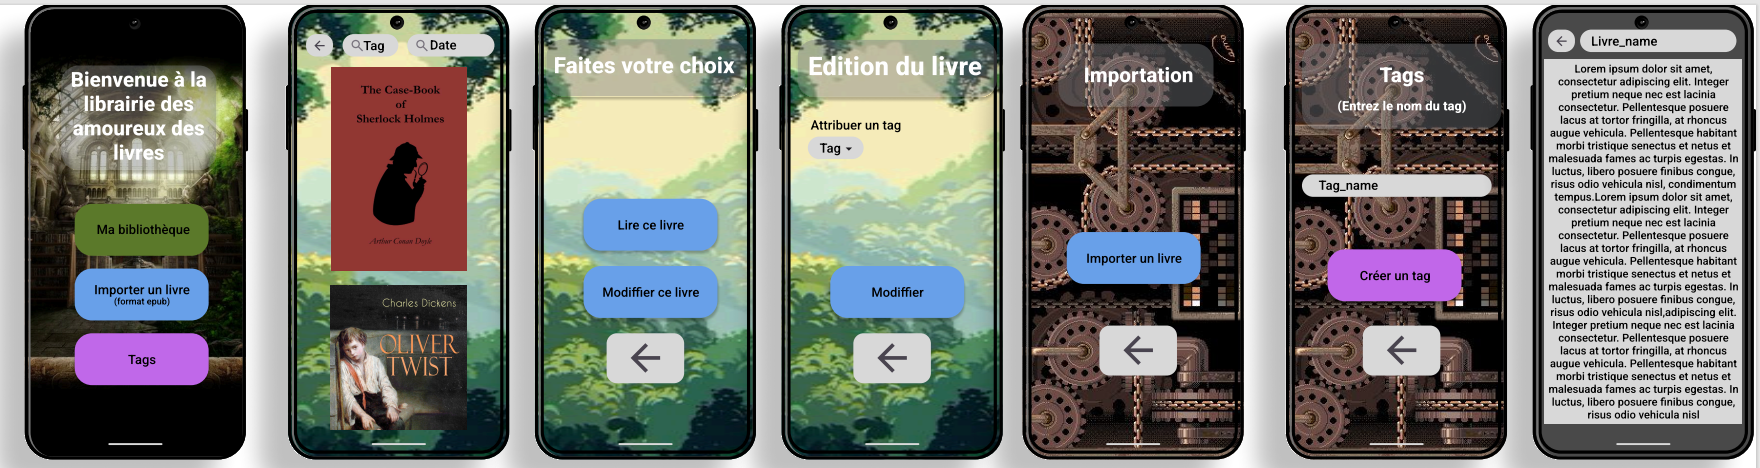 Bienvenue à la
librairie des
amoureux des
livres
Ma bibliothèque
Importer un livre
(format epub)
Tags
Tag
Date
The Case-Book
of
Sherlock Holmes
Arthur Conan Doyle
Charles Dickens
OLIVER
TWIST
Faites votre choix
Lire ce livre
Modiffier ce livre
Edition du livre
Attribuer un tag
Tag
Modiffier
Importation
Importer un livre
Tags
(Entrez le nom du tag)
Tag_name
Créer un tag
Livre_name
Lorem ipsum dolor sit amet,
consectetur adipiscing elit. Integer
pretium neque nec est lacinia
consectetur. Pellentesque posuere
lacus at tortor fringilla, at rhoncus
augue vehicula. Pellentesque habitant
morbi tristique senectus et netus et
malesuada fames ac turpis egestas. In
luctus, libero posuere finibus congue,
risus odio vehicula nisl, condimentum
tempus.Lorem ipsum dolor sit amet,
consectetur adipiscing elit. Integer
pretium neque nec est lacinia
consectetur. Pellentesque posuere
lacus at tortor fringilla, at rhoncus
augue vehicula. Pellentesque habitant
morbi tristique senectus et netus et
malesuada fames ac turpis egestas. In
luctus, libero posuere finibus congue,
risus odio vehicula nisl,adipiscing elit.
Integer pretium neque nec est lacinia
consectetur. Pellentesque posuere
lacus at tortor fringilla, at rhoncus
augue vehicula. Pellentesque habitant
morbi tristique senectus et netus et
malesuada fames ac turpis egestas. In
luctus, libero posuere finibus congue,
risus odio vehicula nisl